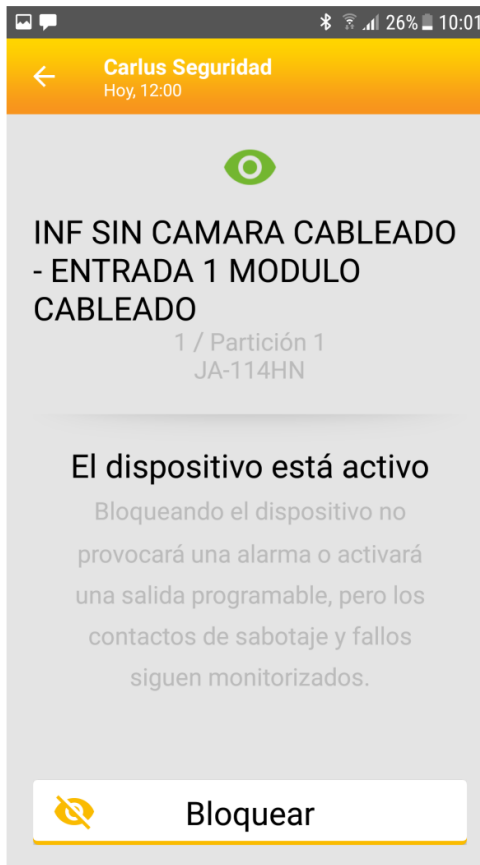 26% 10:01
Carlus Seguridad
Hoy, 12:00
INF SIN CAMARA CABLEADO
- ENTRADA 1 MODULO
CABLEADO
1 / Partición 1
JA-114HN
El dispositivo está activo
Bloqueando el dispositivo no
provocará una alarma o activará
una salida programable, pero los
contactos de sabotaje y fallos
siguen monitorizados.
Bloquear